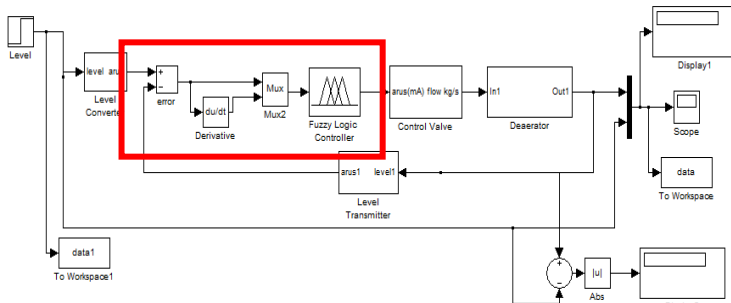 Level
level arus
Level
Converter
+
−
error
du/dt
Derivative
Mux
Mux2
Fuzzy Logic
Controller
arus(mA) flow kg/s
Control Valve
In1
Out1
Deaerator
Display1
Scope
data
To Workspace
arus1
level1
Level
Transmitter
data1
To Workspace1
+
−
|u|
Abs